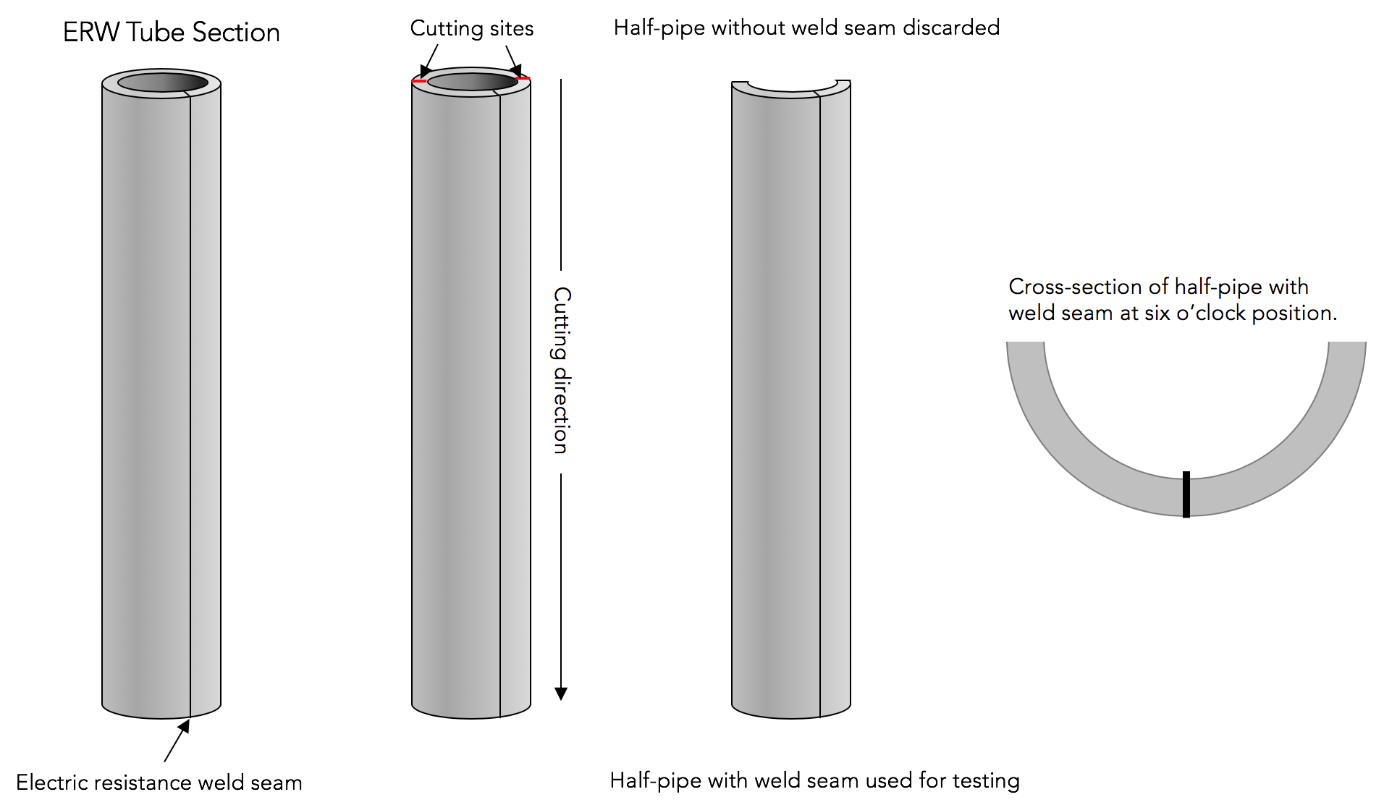 ERW Tube Section
Cutting sites
Half-pipe without weld seam discarded
Cutting direction
Cross-section of half-pipe with
weld seam at six o’clock position.
Electric resistance weld seam
Half-pipe with weld seam used for testing